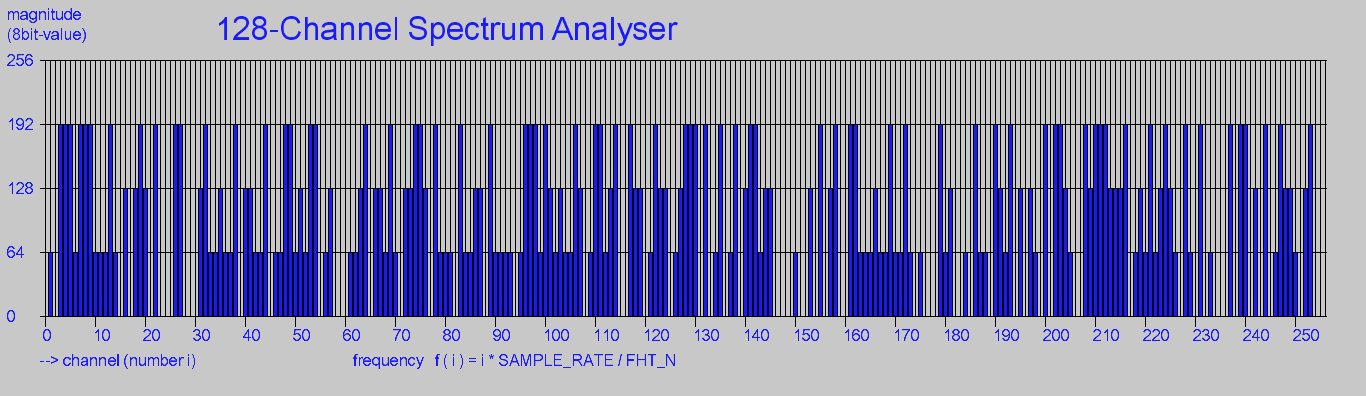 magnitude
(8bit-value)
128-Channel Spectrum Analyser
256
192
128
64
0
0 10 20 30 40 50 60 70 80 90 100 110 120 130 140 150 160 170 180 190 200 210 220 230 240 250
--> channel (number i)
frequency f ( i ) = i * SAMPLE_RATE / FHT_N